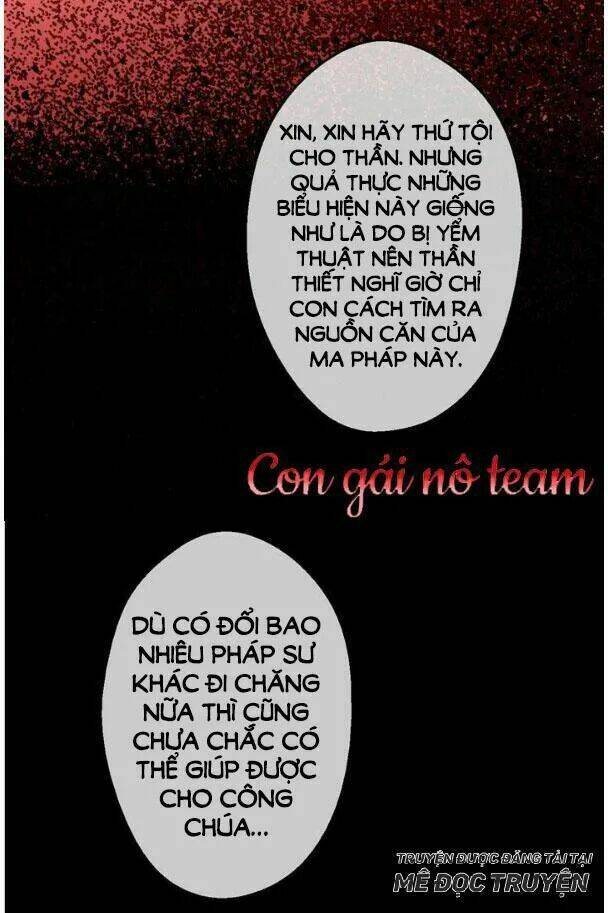 XIN, XIN HÃY THỨ TỘI
CHO THẦN. NHƯNG
QUẢ THỰC NHỮNG
BIỂU HIỆN NÀY GIỐNG
NHƯ LÀ DO BỊ YỂM
THUẬT NÊN THẦN
THIẾT NGHĨ GIỜ CHỈ
CON CÁCH TÌM RA
NGUỒN CĂN CỦA
MA PHÁP NÀY.
Con gái nô team
DÙ CÓ ĐỔI BAO
NHIÊU PHÁP SƯ
KHÁC ĐI CHĂNG
NỮA THÌ CŨNG
CHƯA CHẮC CÓ
THỂ GIÚP ĐƯỢC
CHO CÔNG
CHÚA...
TRUYỆN ĐƯỢC ĐĂNG TẢI TẠI
MÊ ĐỌC TRUYỆN